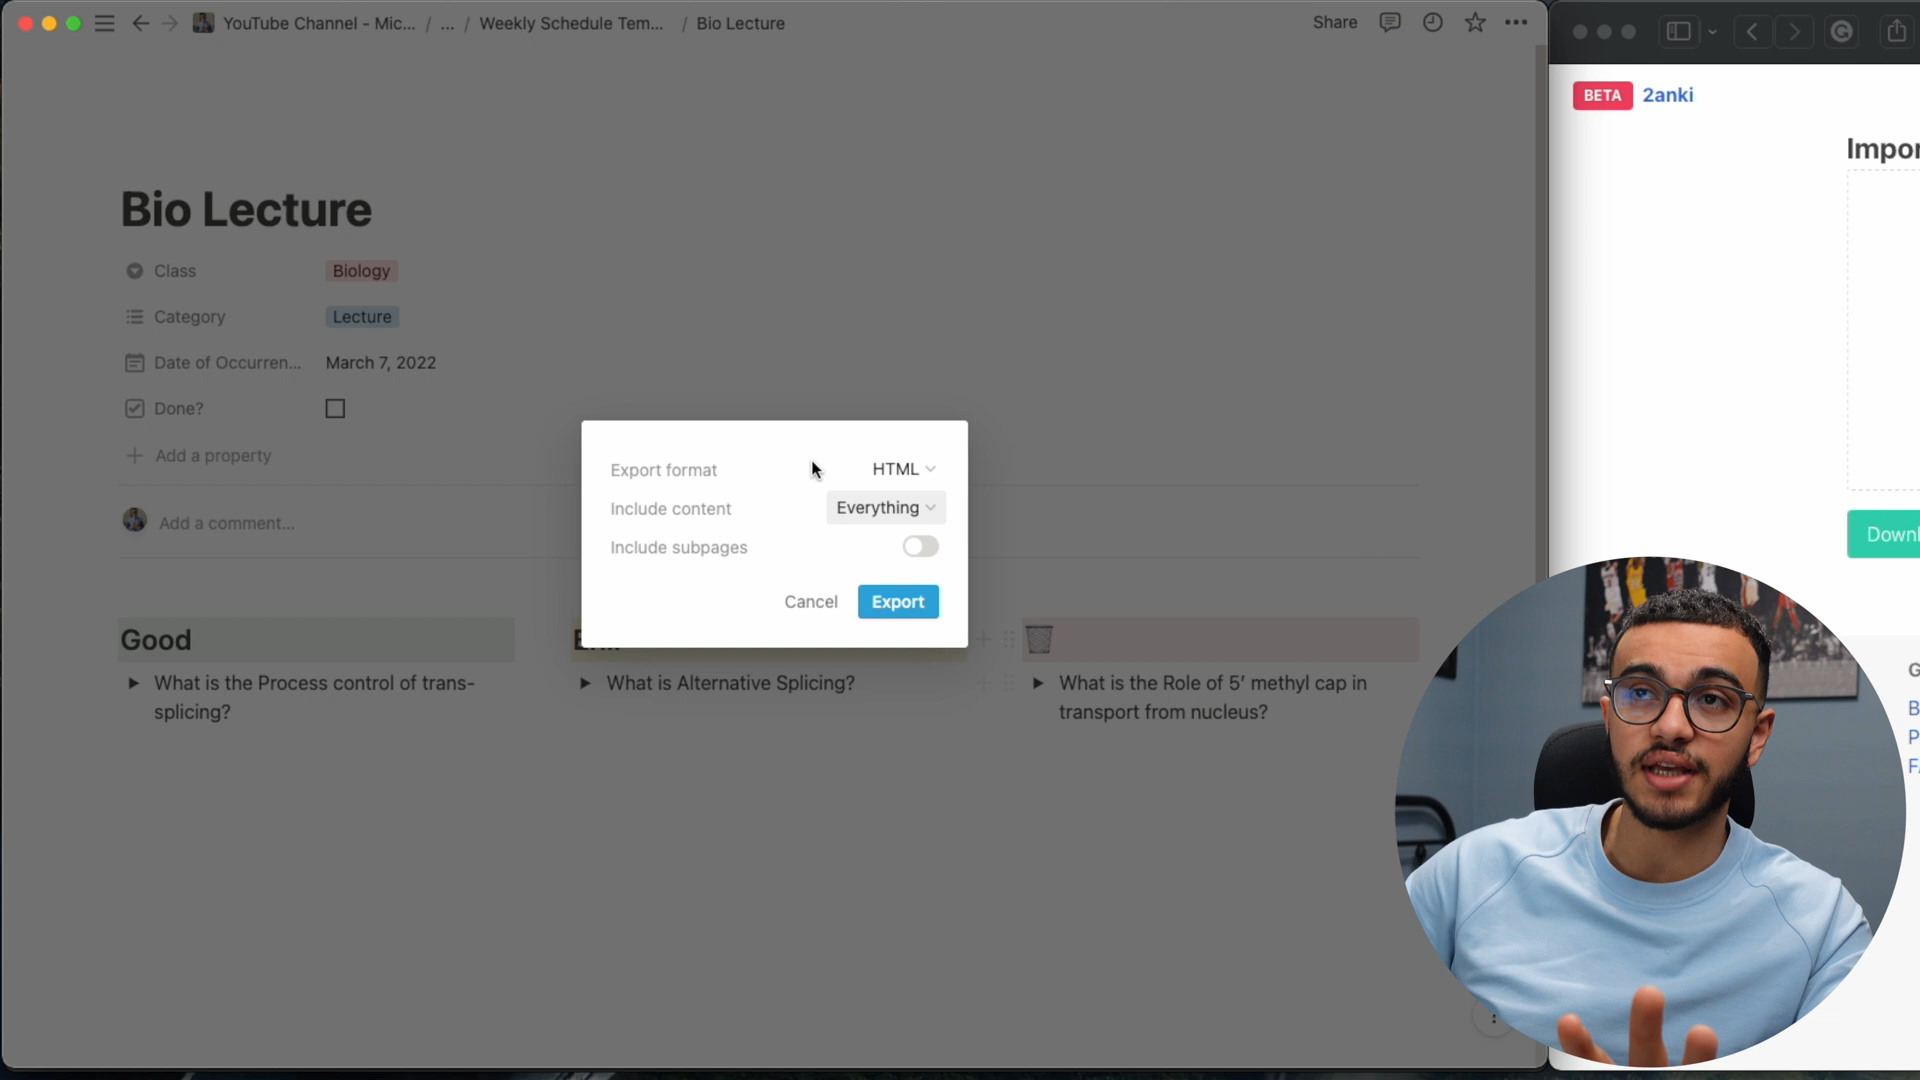 YouTube Channel - Mic... / ... / Weekly Schedule Tem... / Bio Lecture
Share
BETA 2anki
Impor
Bio Lecture
Class Biology
Category Lecture
Date of Occurren... March 7, 2022
Done?
Add a property
Add a comment...
Export format HTML
Include content Everything
Include subpages
Cancel Export
Downl
Good
What is the Process control of trans-
splicing?
What is Alternative Splicing?
What is the Role of 5′ methyl cap in
transport from nucleus?
G
B
P